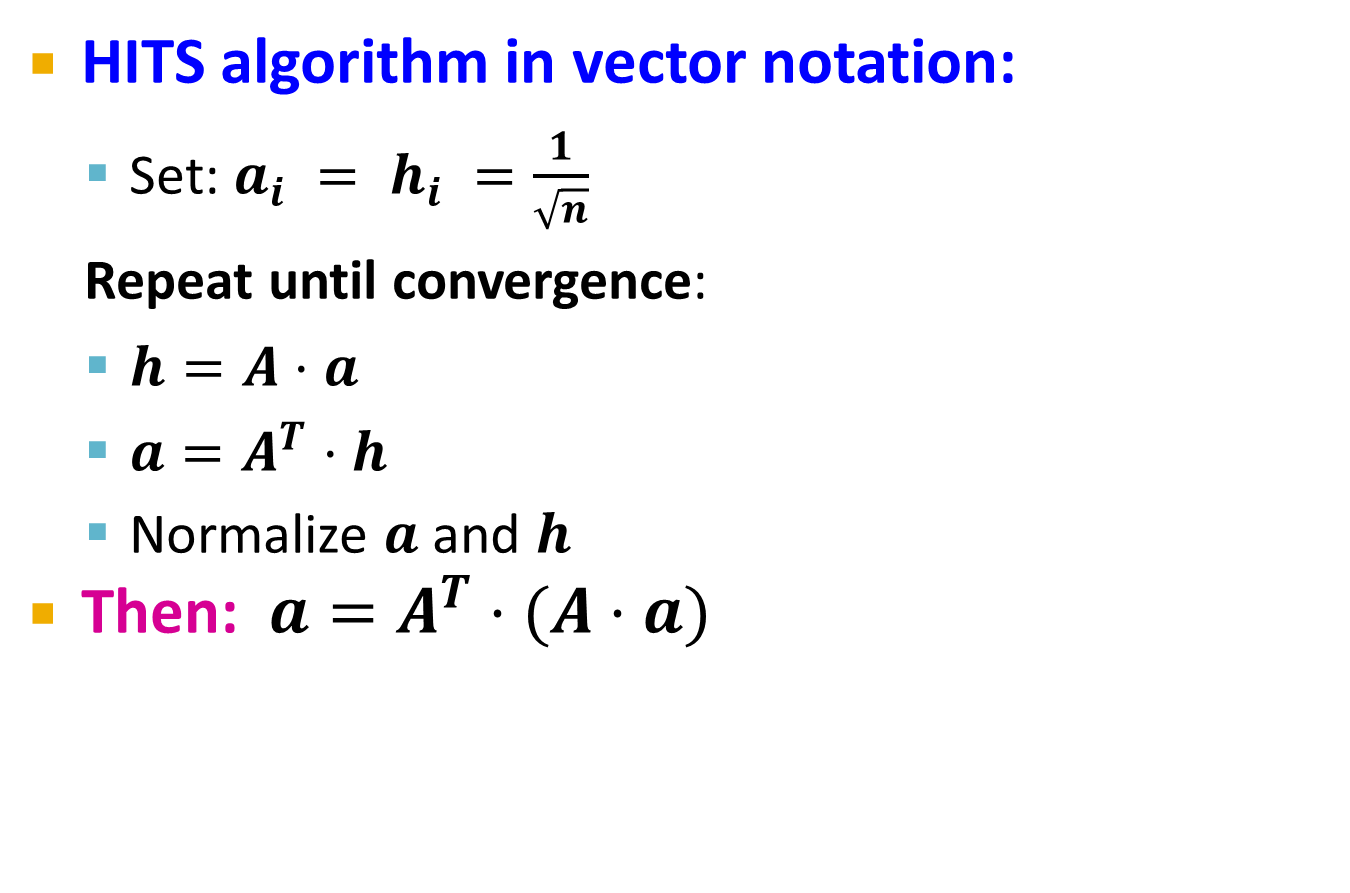 HITS algorithm in vector notation:
Set: a_i = h_i = 1/√n
Repeat until convergence:
h = A · a
a = A^T · h
Normalize a and h
Then: a = A^T · (A · a)